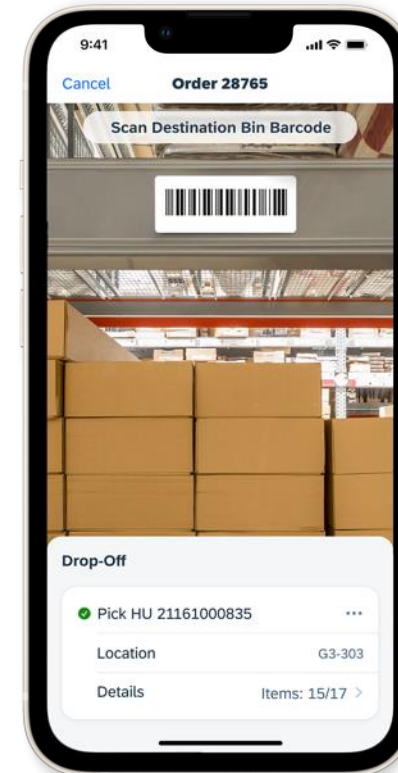 9:41
Cancel
Order 28765
Scan Destination Bin Barcode
Drop-Off
Pick HU 21161000835
Location
G3-303
Details
Items: 15/17